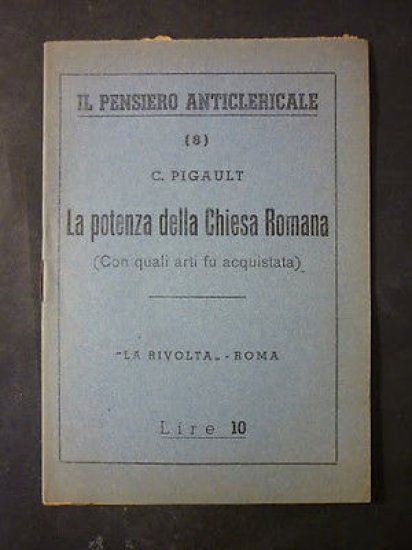 IL PENSIERO ANTICLERICALE
(8)
C. PIGAULT
La potenza della Chiesa Romana
(Con quali arti fu acquistata)
"LA RIVOLTA„ - ROMA
Lire 10